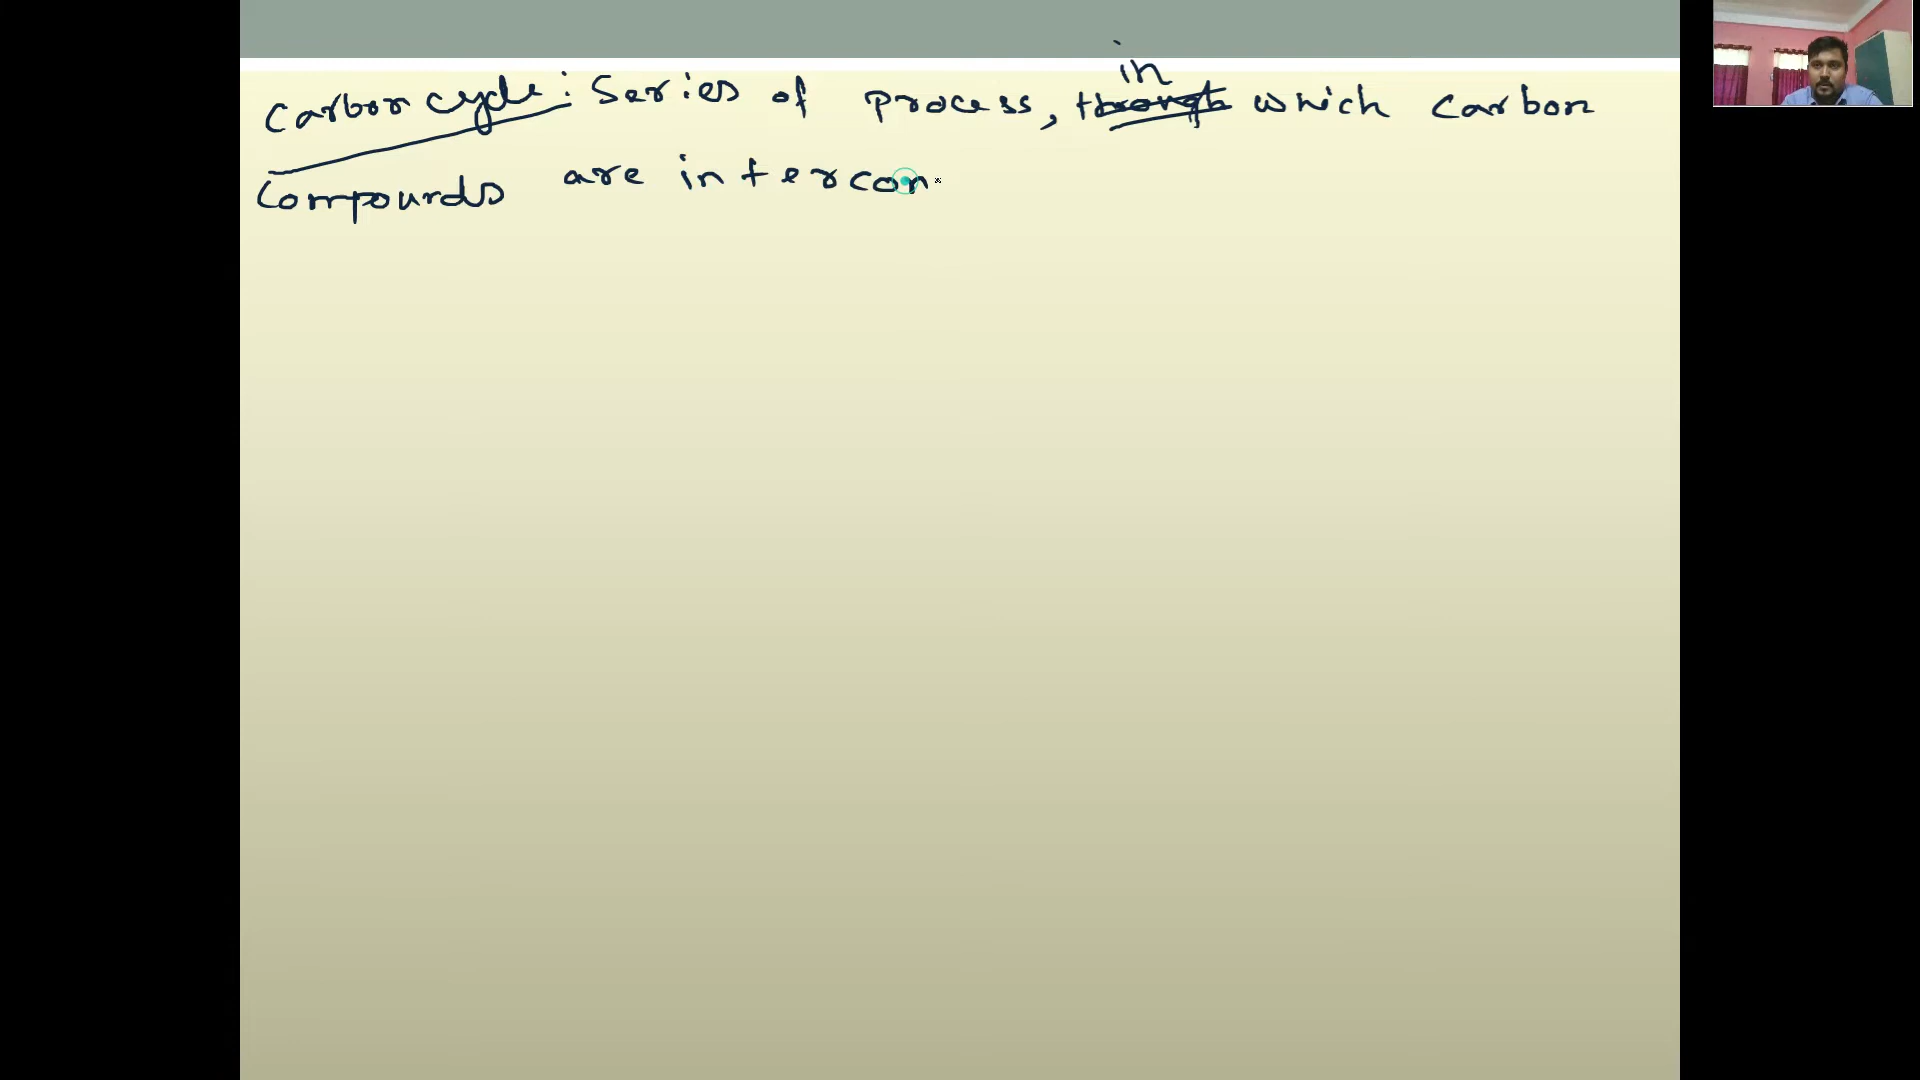 Carbon cycle: Series of process, in which carbon
compounds are intercon